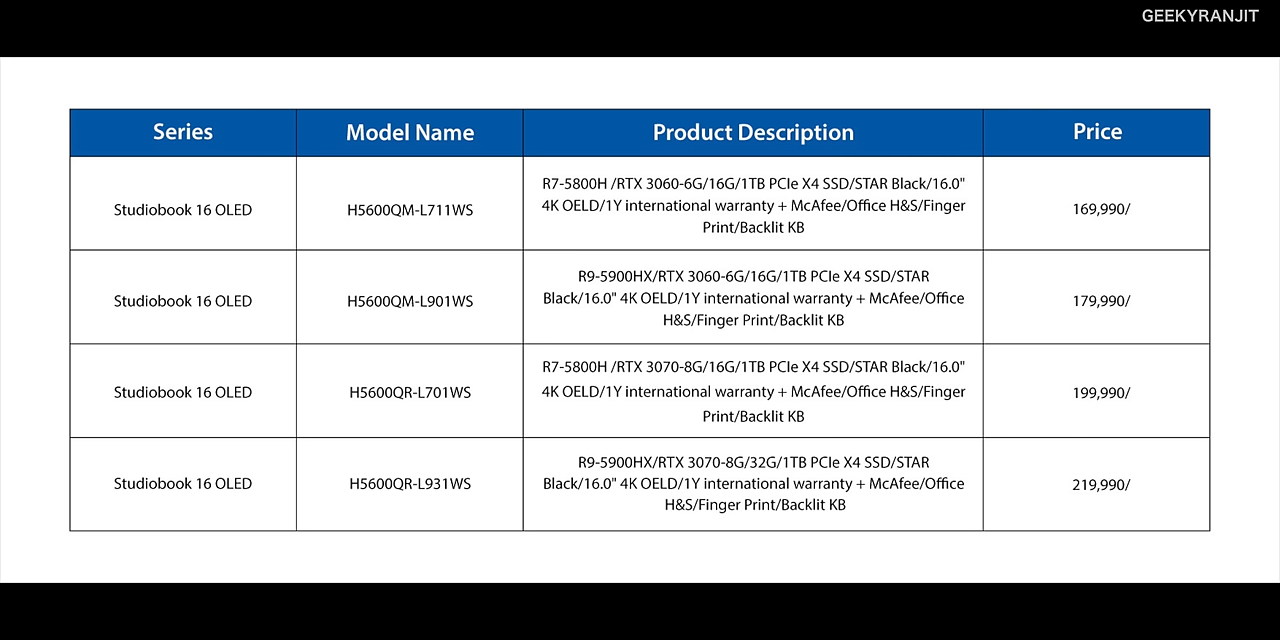 GEEKYRANJIT
Series Model Name Product Description Price
R7-5800H /RTX 3060-6G/16G/1TB PCIe X4 SSD/STAR Black/16.0"
Studiobook 16 OLED H5600QM-L711WS 4K OELD/1Y international warranty + McAfee/Office H&S/Finger 169,990/
Print/Backlit KB
R9-5900HX/RTX 3060-6G/16G/1TB PCIe X4 SSD/STAR
Studiobook 16 OLED H5600QM-L901WS Black/16.0" 4K OELD/1Y international warranty + McAfee/Office 179,990/
H&S/Finger Print/Backlit KB
R7-5800H /RTX 3070-8G/16G/1TB PCIe X4 SSD/STAR Black/16.0"
Studiobook 16 OLED H5600QR-L701WS 4K OELD/1Y international warranty + McAfee/Office H&S/Finger 199,990/
Print/Backlit KB
R9-5900HX/RTX 3070-8G/32G/1TB PCIe X4 SSD/STAR
Studiobook 16 OLED H5600QR-L931WS Black/16.0" 4K OELD/1Y international warranty + McAfee/Office 219,990/
H&S/Finger Print/Backlit KB